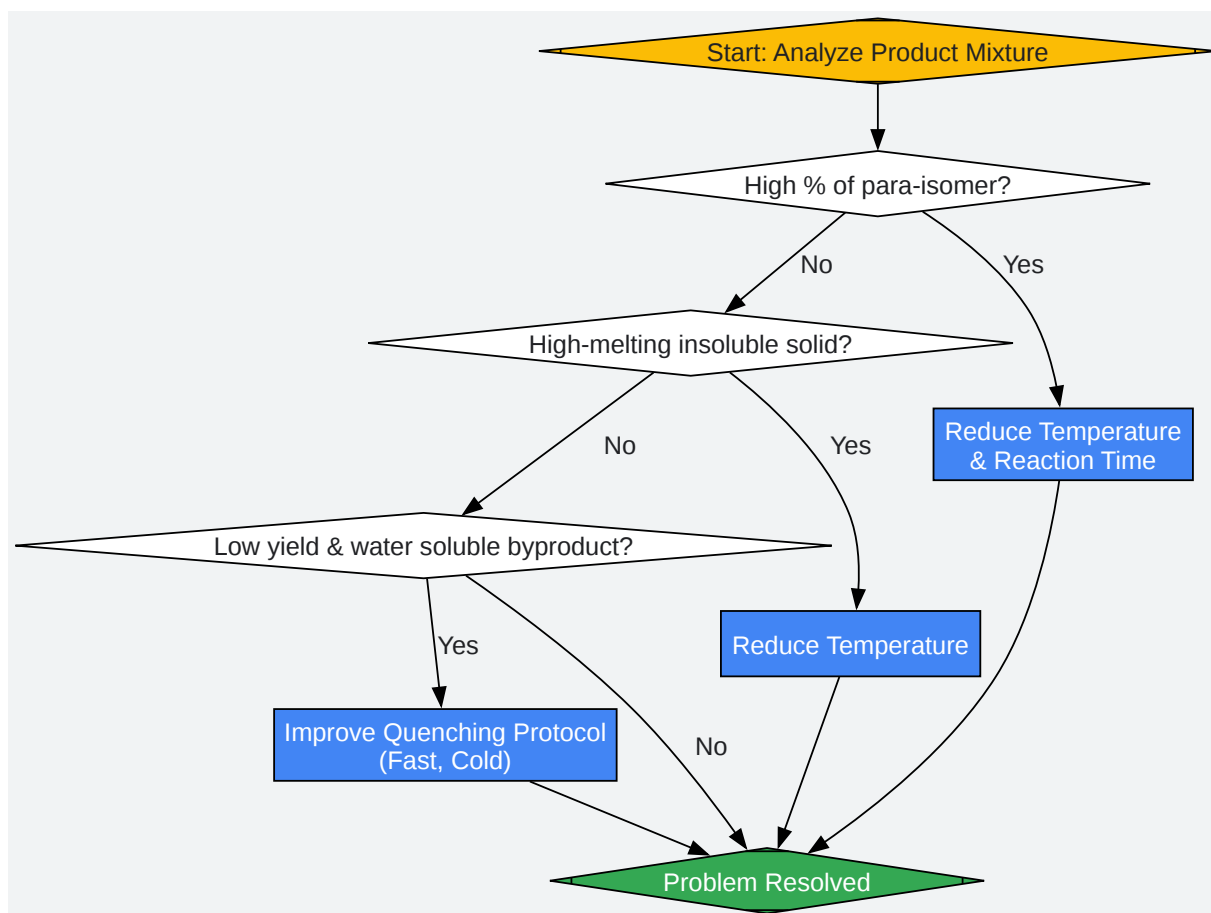 Start: Analyze Product Mixture
High % of para-isomer?
No
Yes
High-melting insoluble solid?
Reduce Temperature
& Reaction Time
No
Yes
Low yield & water soluble byproduct?
Yes
Reduce Temperature
Improve Quenching Protocol
(Fast, Cold)
No
Problem Resolved